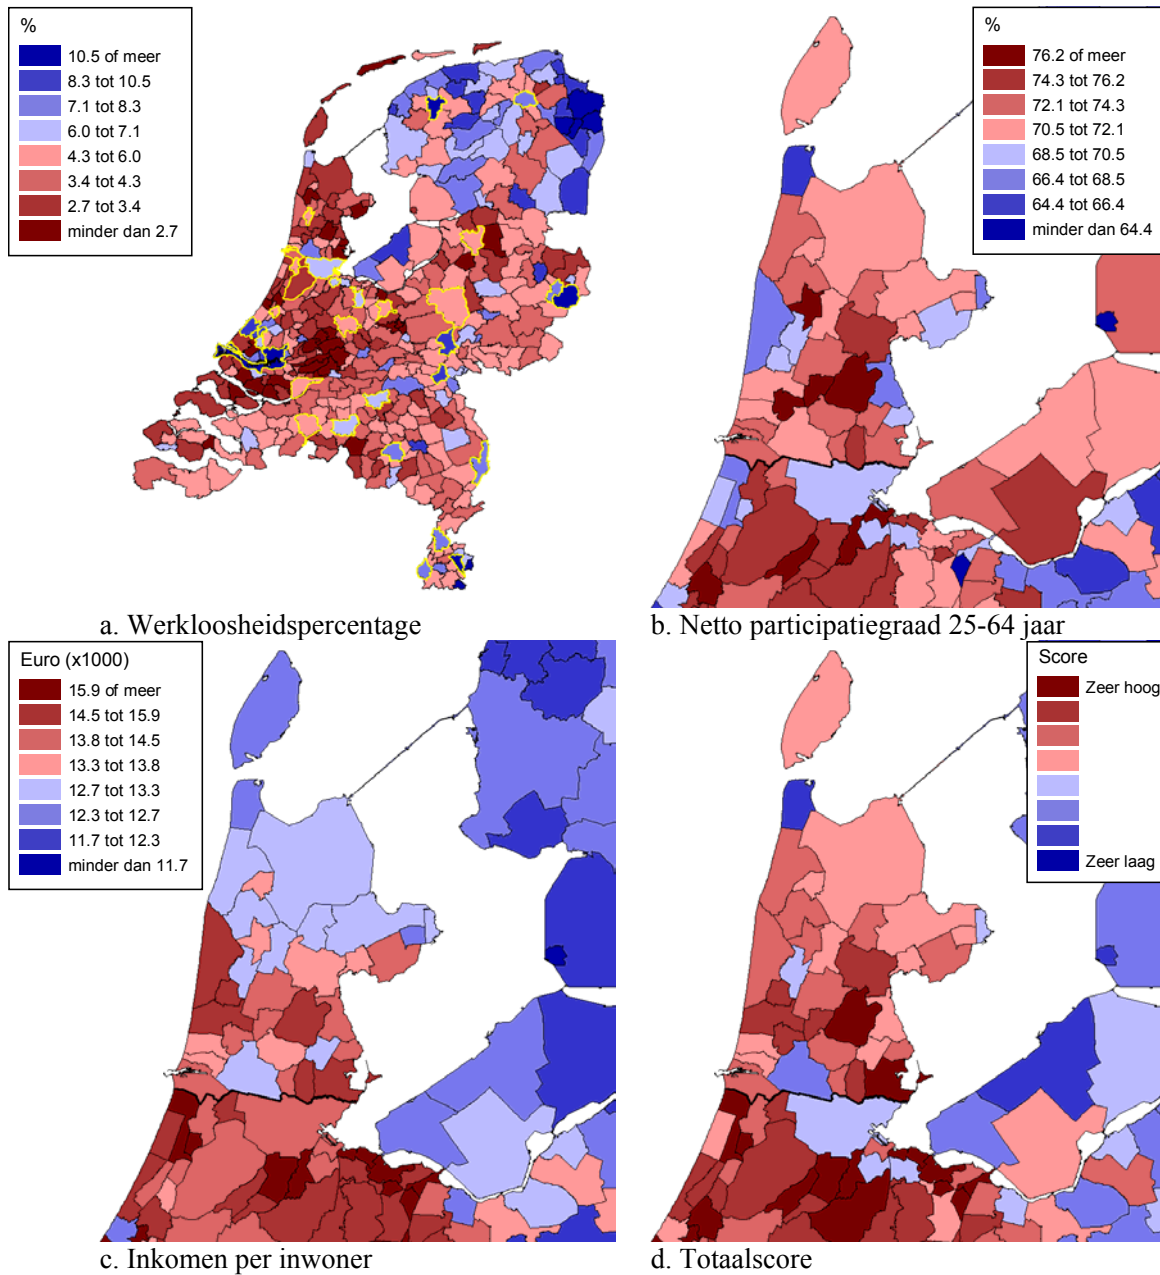 %
10.5 of meer
8.3 tot 10.5
7.1 tot 8.3
6.0 tot 7.1
4.3 tot 6.0
3.4 tot 4.3
2.7 tot 3.4
minder dan 2.7
a. Werkloosheidspercentage
%
76.2 of meer
74.3 tot 76.2
72.1 tot 74.3
70.5 tot 72.1
68.5 tot 70.5
66.4 tot 68.5
64.4 tot 66.4
minder dan 64.4
b. Netto participatiegraad 25-64 jaar
Euro (x1000)
15.9 of meer
14.5 tot 15.9
13.8 tot 14.5
13.3 tot 13.8
12.7 tot 13.3
12.3 tot 12.7
11.7 tot 12.3
minder dan 11.7
c. Inkomen per inwoner
Score
Zeer hoog
Zeer laag
d. Totaalscore